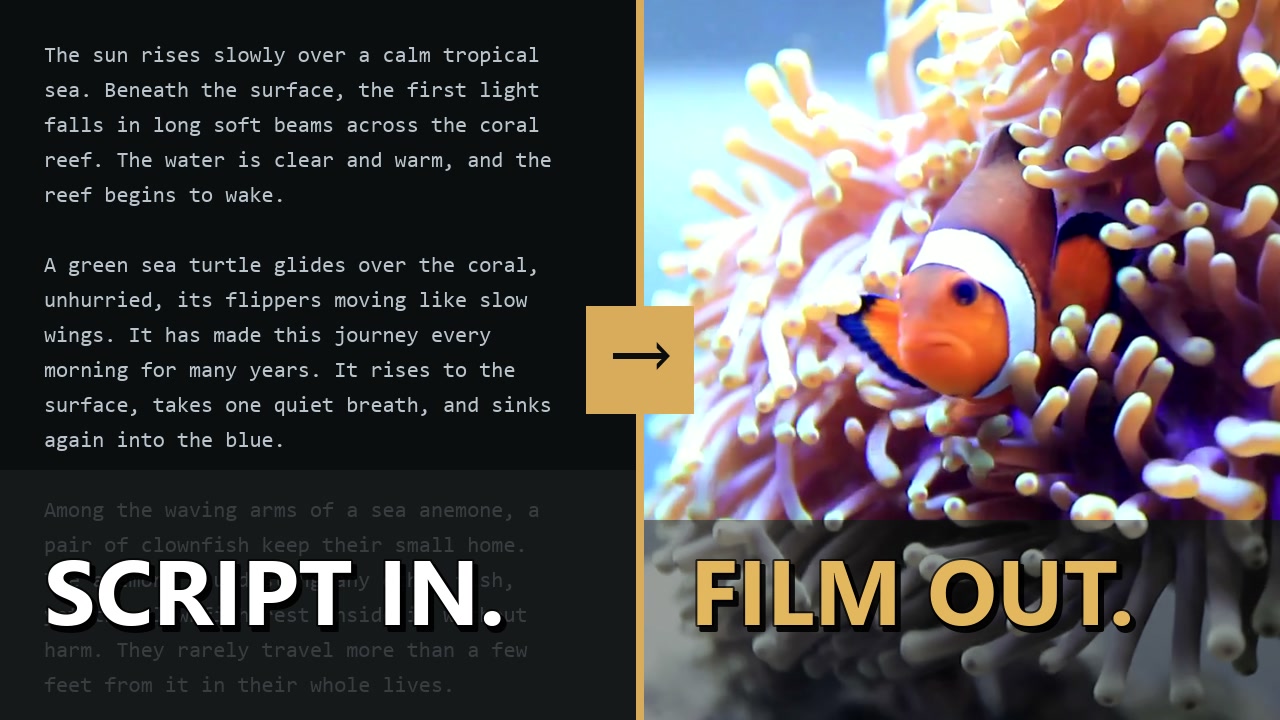 The sun rises slowly over a calm tropical
sea. Beneath the surface, the first light
falls in long soft beams across the coral
reef. The water is clear and warm, and the
reef begins to wake.
A green sea turtle glides over the coral,
unhurried, its flippers moving like slow
wings. It has made this journey every
morning for many years. It rises to the
surface, takes one quiet breath, and sinks
again into the blue.
Among the waving arms of a sea anemone, a
pair of clownfish keep their small home.
harm. They rarely travel more than a few
feet from it in their whole lives.
SCRIPT IN.
→
FILM OUT.